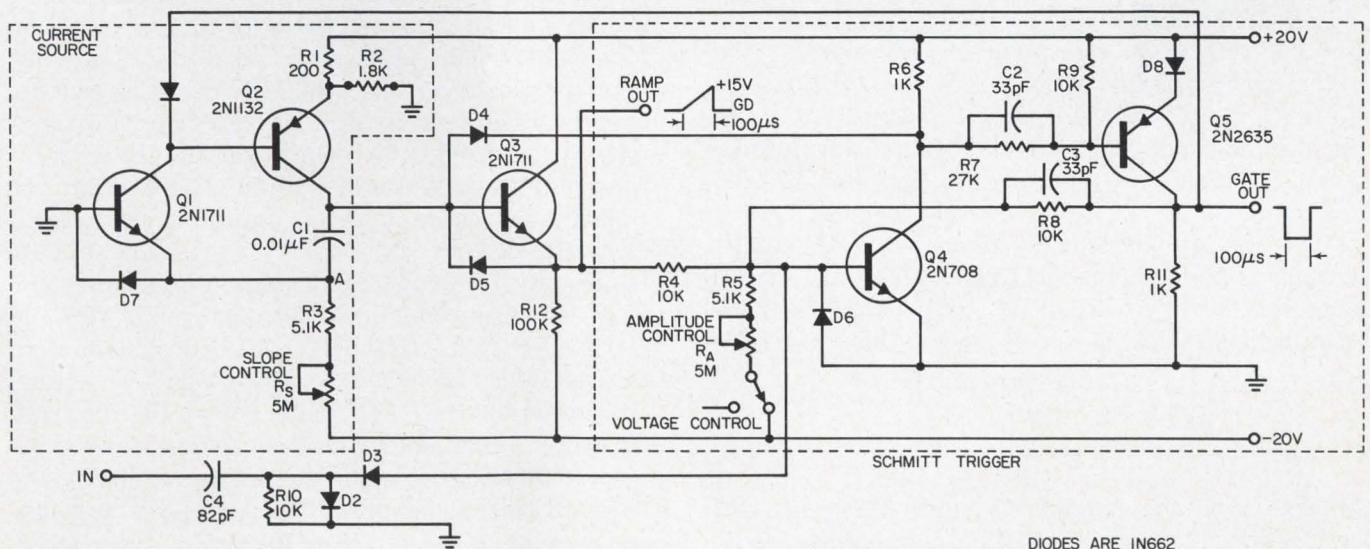 CURRENT
SOURCE
R1
200
R2
1.8K
Q2
2N1132
Q1
2N1711
D7
C1
0.01μF
A
R3
5.1K
SLOPE
CONTROL
RS
5M
D4
Q3
2N1711
D5
R12
100K
RAMP
OUT
+15V
GD
100μS
R4
10K
R5
5.1K
AMPLITUDE
CONTROL
RA
5M
VOLTAGE CONTROL
D6
Q4
2N708
R6
1K
C2
33pF
R7
27K
R9
10K
C3
33pF
R8
10K
D8
Q5
2N2635
+20V
GATE
OUT
100μS
R11
1K
-20V
SCHMITT TRIGGER
IN
C4
82pF
R10
10K
D2
D3
DIODES ARE IN662